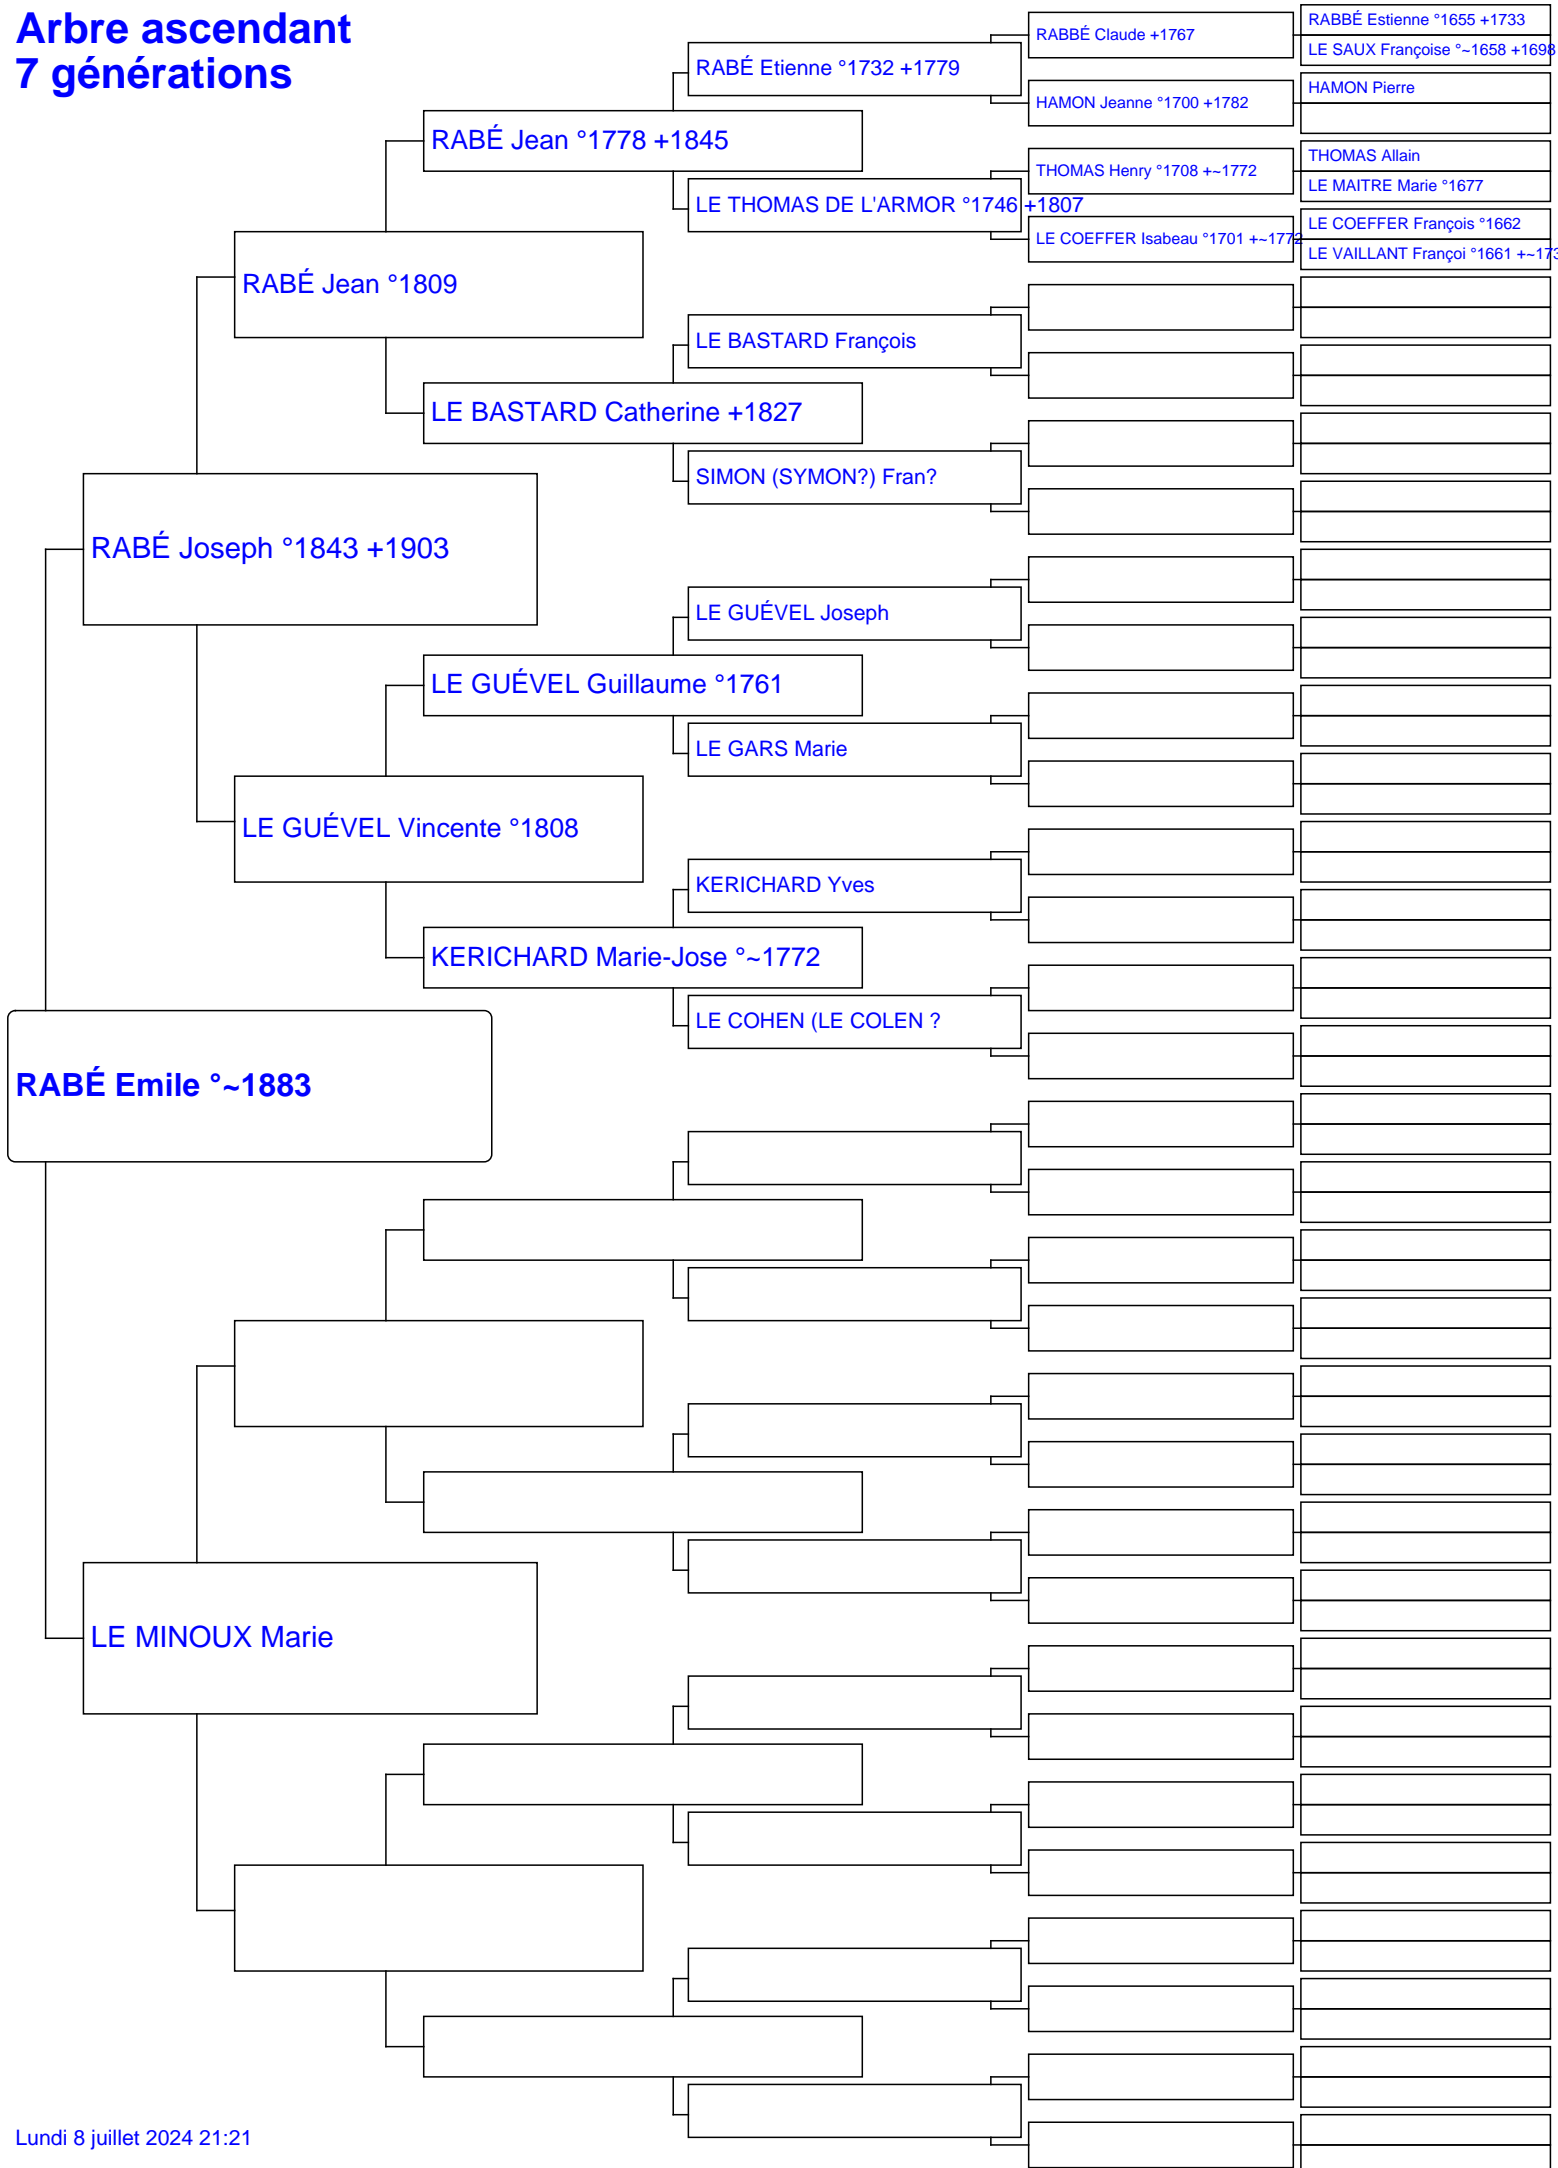 Arbre ascendant
7 générations
RABBÉ Estienne °1655 +1733
RABBÉ Claude +1767
LE SAUX Françoise °~1658 +1698
RABÉ Etienne °1732 +1779
HAMON Pierre
HAMON Jeanne °1700 +1782
RABÉ Jean °1778 +1845
THOMAS Allain
THOMAS Henry °1708 +~1772
LE MAITRE Marie °1677
LE THOMAS DE L'ARMOR °1746 +1807
LE COEFFER François °1662
LE COEFFER Isabeau °1701 +~1772
LE VAILLANT Françoi °1661 +~173
RABÉ Jean °1809
LE BASTARD François
LE BASTARD Catherine +1827
SIMON (SYMON?) Fran?
RABÉ Joseph °1843 +1903
LE GUÉVEL Joseph
LE GUÉVEL Guillaume °1761
LE GARS Marie
LE GUÉVEL Vincente °1808
KERICHARD Yves
KERICHARD Marie-Jose °~1772
LE COHEN (LE COLEN ?
RABÉ Emile °~1883
LE MINOUX Marie
Lundi 8 juillet 2024 21:21